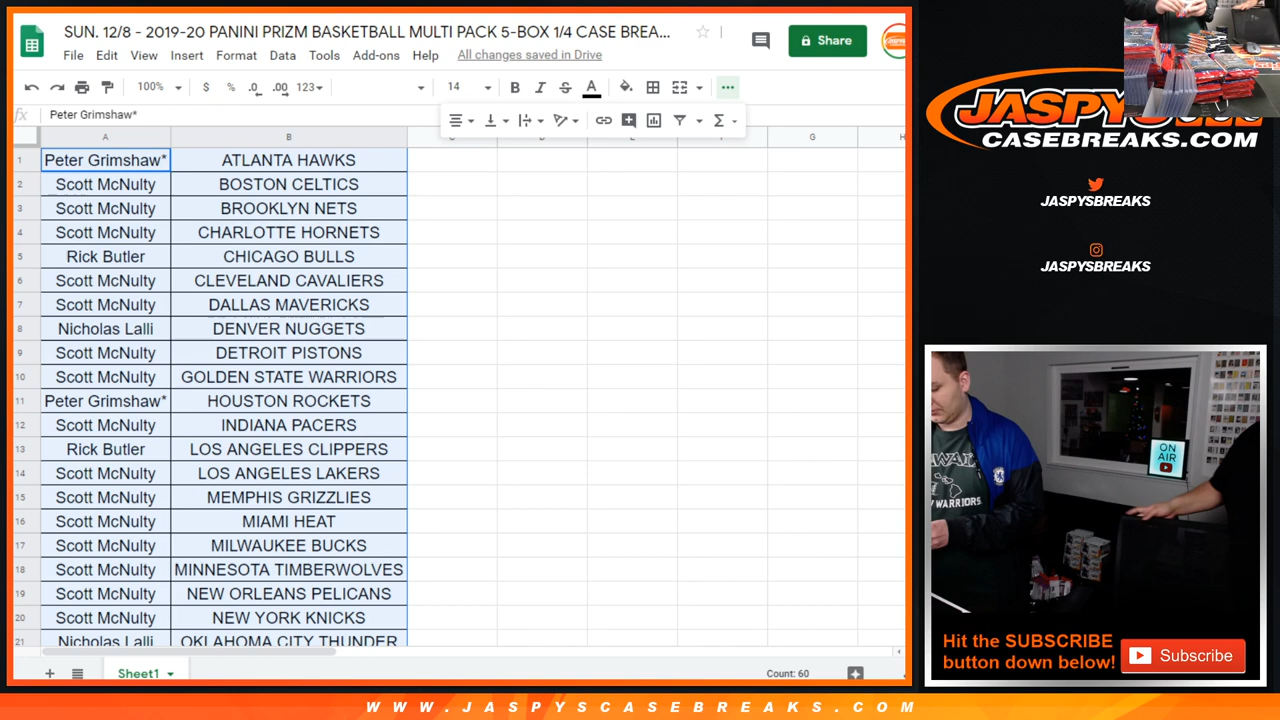 SUN. 12/8 - 2019-20 PANINI PRIZM BASKETBALL MULTI PACK 5-BOX 1/4 CASE BREA...
File Edit View Insert Format Data Tools Add-ons Help All changes saved in Drive
Share
100% $ % .0 .00 123 14 B I S A
fx Peter Grimshaw*
A B G H
1 Peter Grimshaw* ATLANTA HAWKS
2 Scott McNulty BOSTON CELTICS
3 Scott McNulty BROOKLYN NETS
4 Scott McNulty CHARLOTTE HORNETS
5 Rick Butler CHICAGO BULLS
6 Scott McNulty CLEVELAND CAVALIERS
7 Scott McNulty DALLAS MAVERICKS
8 Nicholas Lalli DENVER NUGGETS
9 Scott McNulty DETROIT PISTONS
10 Scott McNulty GOLDEN STATE WARRIORS
11 Peter Grimshaw* HOUSTON ROCKETS
12 Scott McNulty INDIANA PACERS
13 Rick Butler LOS ANGELES CLIPPERS
14 Scott McNulty LOS ANGELES LAKERS
15 Scott McNulty MEMPHIS GRIZZLIES
16 Scott McNulty MIAMI HEAT
17 Scott McNulty MILWAUKEE BUCKS
18 Scott McNulty MINNESOTA TIMBERWOLVES
19 Scott McNulty NEW ORLEANS PELICANS
20 Scott McNulty NEW YORK KNICKS
21 Nicholas Lalli OKLAHOMA CITY THUNDER
Sheet1
Count: 60
CASEBREAKS.COM
JASPYSBREAKS
JASPYSBREAKS
ON
AIR
WARRIORS
Hit the SUBSCRIBE
button down below!
Subscribe
WWW.JASPYSCASEBREAKS.COM